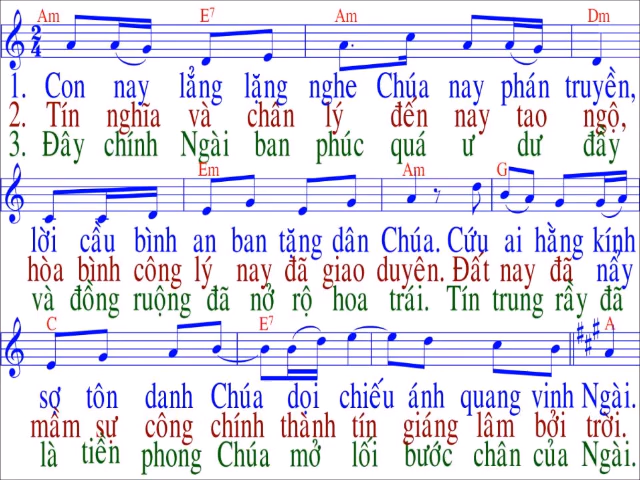 Am E7 Am Dm
2 4
1. Con nay lẳng lặng nghe Chúa nay phán truyền,
2. Tín nghĩa và chân lý đến nay tao ngộ,
3. Đây chính Ngài ban phúc quá ư dư đầy
Em Am G
lời cầu bình an ban tặng dân Chúa. Cứu ai hằng kính
hòa bình công lý nay đã giao duyên. Đất nay đã nẩy
và đồng ruộng đã nở rộ hoa trái. Tín trung rầy đã
C E7 A
sợ tôn danh Chúa dọi chiếu ánh quang vinh Ngài.
mầm sự công chính thành tín giáng lâm bởi trời.
là tiền phong Chúa mở lối bước chân của Ngài.